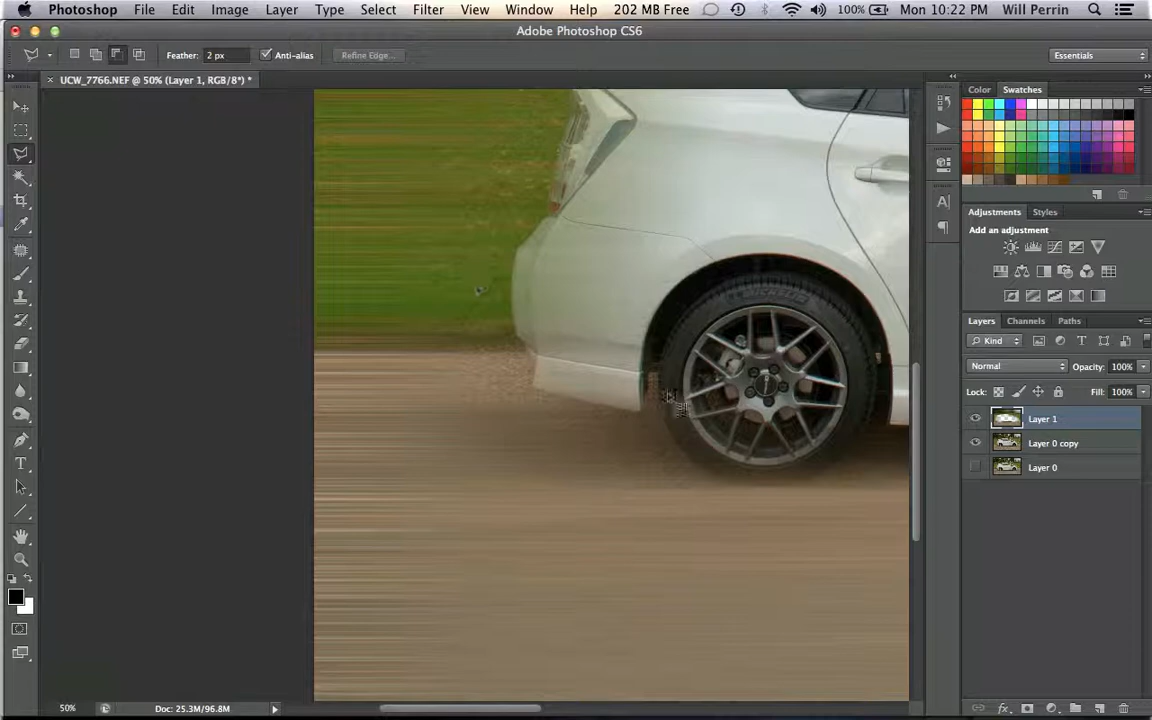 Photoshop File Edit Image Layer Type Select Filter View Window Help 202 MB Free 100% Mon 10:22 PM Will Perrin
Adobe Photoshop CS6
Feather: 2 px Anti-alias Refine Edge... Essentials
UCW_7766.NEF @ 50% (Layer 1, RGB/8*) *
Color Swatches
Adjustments Styles
Add an adjustment
Layers Channels Paths
Kind
Normal Opacity: 100%
Lock: Fill: 100%
Layer 1
Layer 0 copy
Layer 0
MICHELIN
50% Doc: 25.3M/96.8M